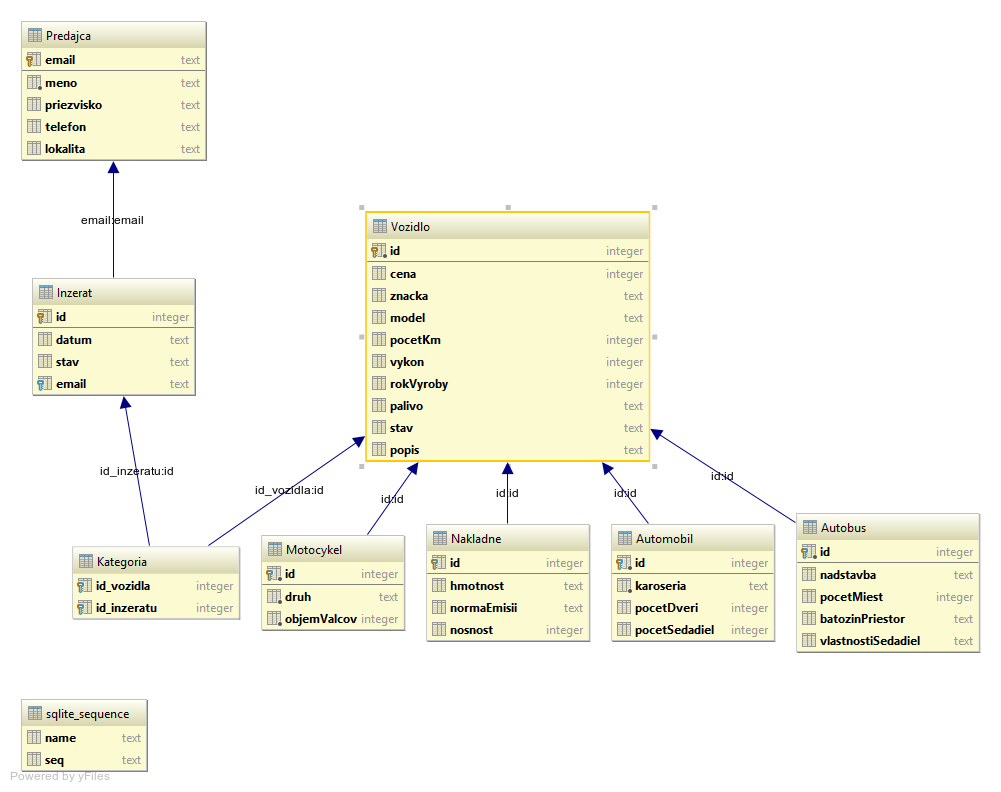 Predajca
email text
meno text
priezvisko text
telefon text
lokalita text
email:email
Inzerat
id integer
datum text
stav text
email text
id_inzeratu:id
Vozidlo
id integer
cena integer
znacka text
model text
pocetKm integer
vykon integer
rokVyroby integer
palivo text
stav text
popis text
id_vozidla:id
id:id
id:id
id:id
id:id
Kategoria
id_vozidla integer
id_inzeratu integer
Motocykel
id integer
druh text
objemValcov integer
Nakladne
id integer
hmotnost text
normaEmisii text
nosnost integer
Automobil
id integer
karoseria text
pocetDveri integer
pocetSedadiel integer
Autobus
id integer
nadstavba text
pocetMiest integer
batozinPriestor text
vlastnostiSedadiel text
sqlite_sequence
name text
seq text
Powered by yFiles